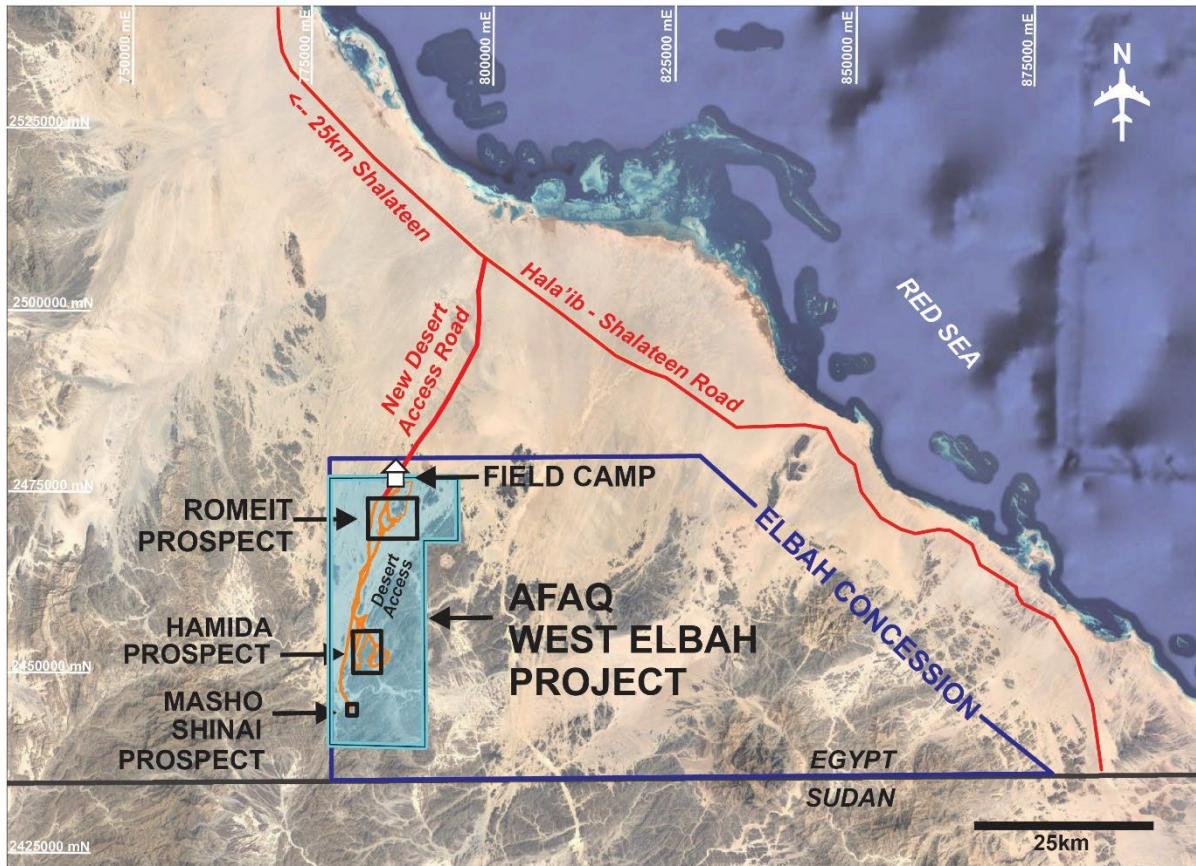 750000 mE
775000 mE
800000 mE
825000 mE
850000 mE
875000 mE
N
2525000 mN
<-- 25km Shalateen
Hala'ib - Shalateen Road
RED SEA
2500000 mN
New Desert
Access Road
FIELD CAMP
2475000 mN
ROMEIT
PROSPECT
Desert
Access
ELBAH CONCESSION
AFAQ
WEST ELBAH
PROJECT
HAMIDA
PROSPECT
2450000 mN
MASHO
SHINAI
PROSPECT
EGYPT
SUDAN
2425000 mN
25km